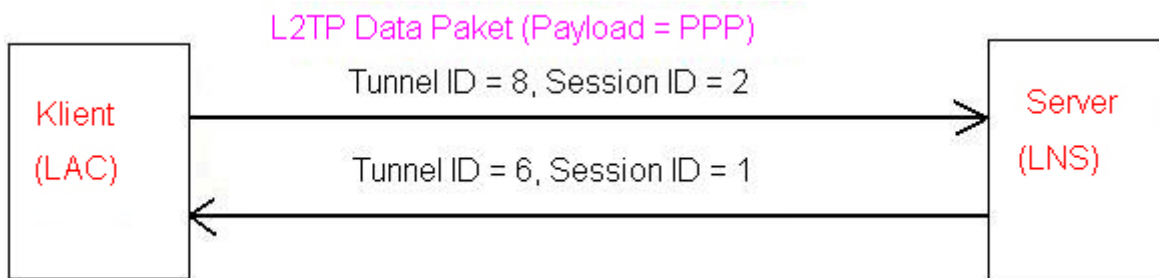 L2TP Data Paket (Payload = PPP)
Tunnel ID = 8, Session ID = 2
Klient
(LAC)
Server
(LNS)
Tunnel ID = 6, Session ID = 1